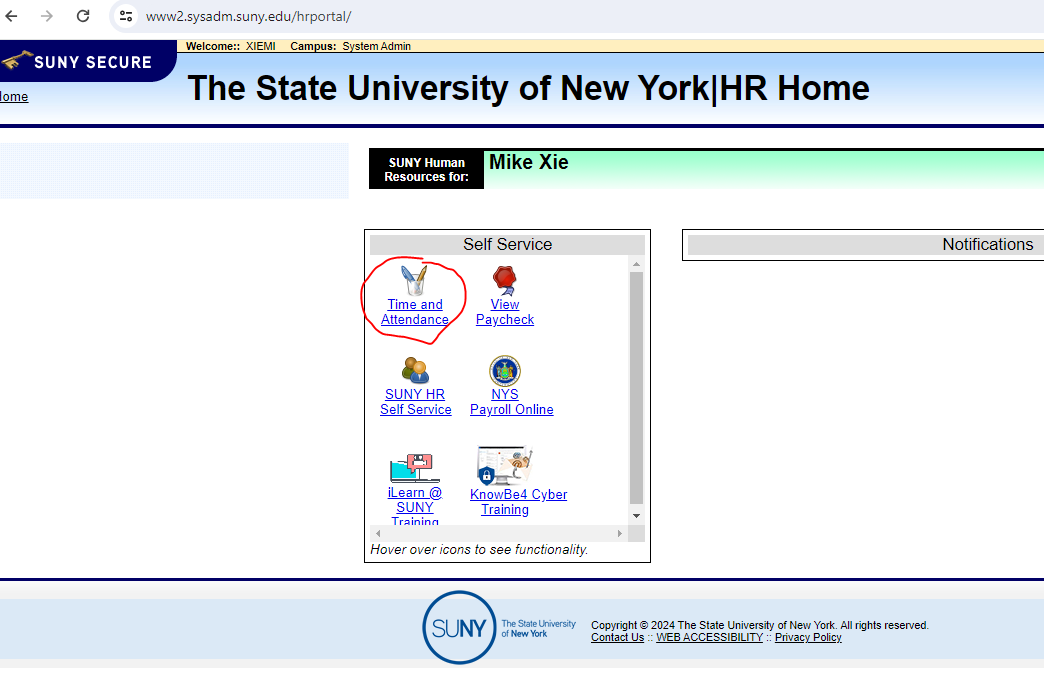 www2.sysadm.suny.edu/hrportal/
Welcome:: XIEMI Campus: System Admin
SUNY SECURE
ome
The State University of New York|HR Home
SUNY Human
Resources for:
Mike Xie
Self Service
Notifications
Time and
Attendance
View
Paycheck
SUNY HR
Self Service
NYS
Payroll Online
iLearn @
SUNY
Training
KnowBe4 Cyber
Training
Hover over icons to see functionality.
SUNY
The State University
of New York
Copyright © 2024 The State University of New York. All rights reserved.
Contact Us :: WEB ACCESSIBILITY :: Privacy Policy